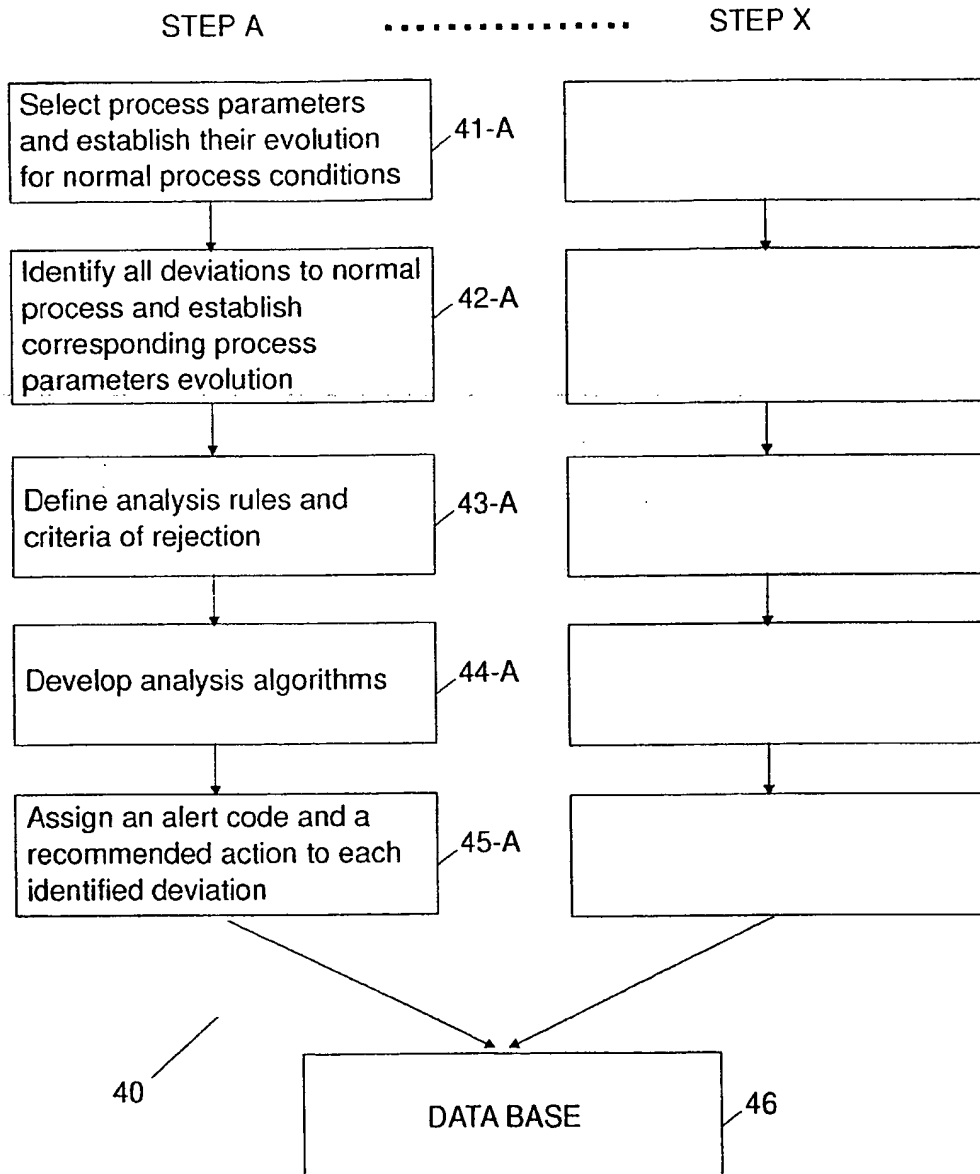 STEP A ............... STEP X
Select process parameters
and establish their evolution
for normal process conditions
41-A
Identify all deviations to normal
process and establish
corresponding process
parameters evolution
42-A
Define analysis rules and
criteria of rejection
43-A
Develop analysis algorithms
44-A
Assign an alert code and a
recommended action to each
identified deviation
45-A
40
DATA BASE
46